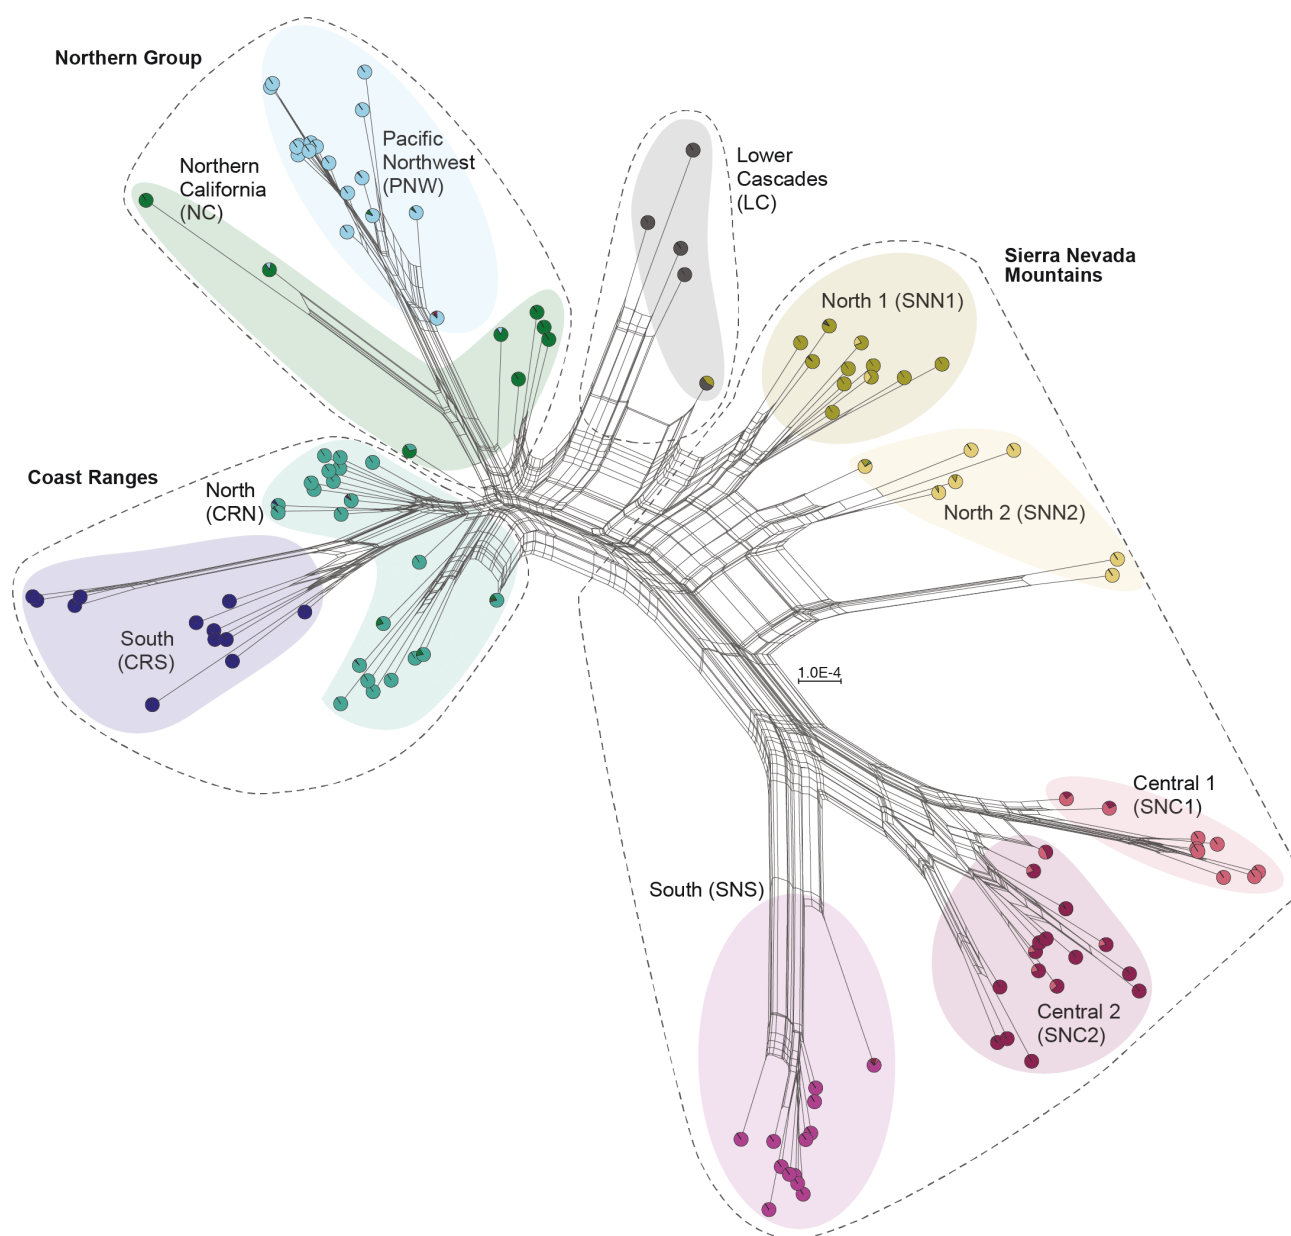 Northern Group
Pacific
Northwest
(PNW)
Northern
California
(NC)
Lower
Cascades
(LC)
Sierra Nevada
Mountains
North 1 (SNN1)
Coast Ranges
North
(CRN)
North 2 (SNN2)
South
(CRS)
1.0E-4
Central 1
(SNC1)
South (SNS)
Central 2
(SNC2)